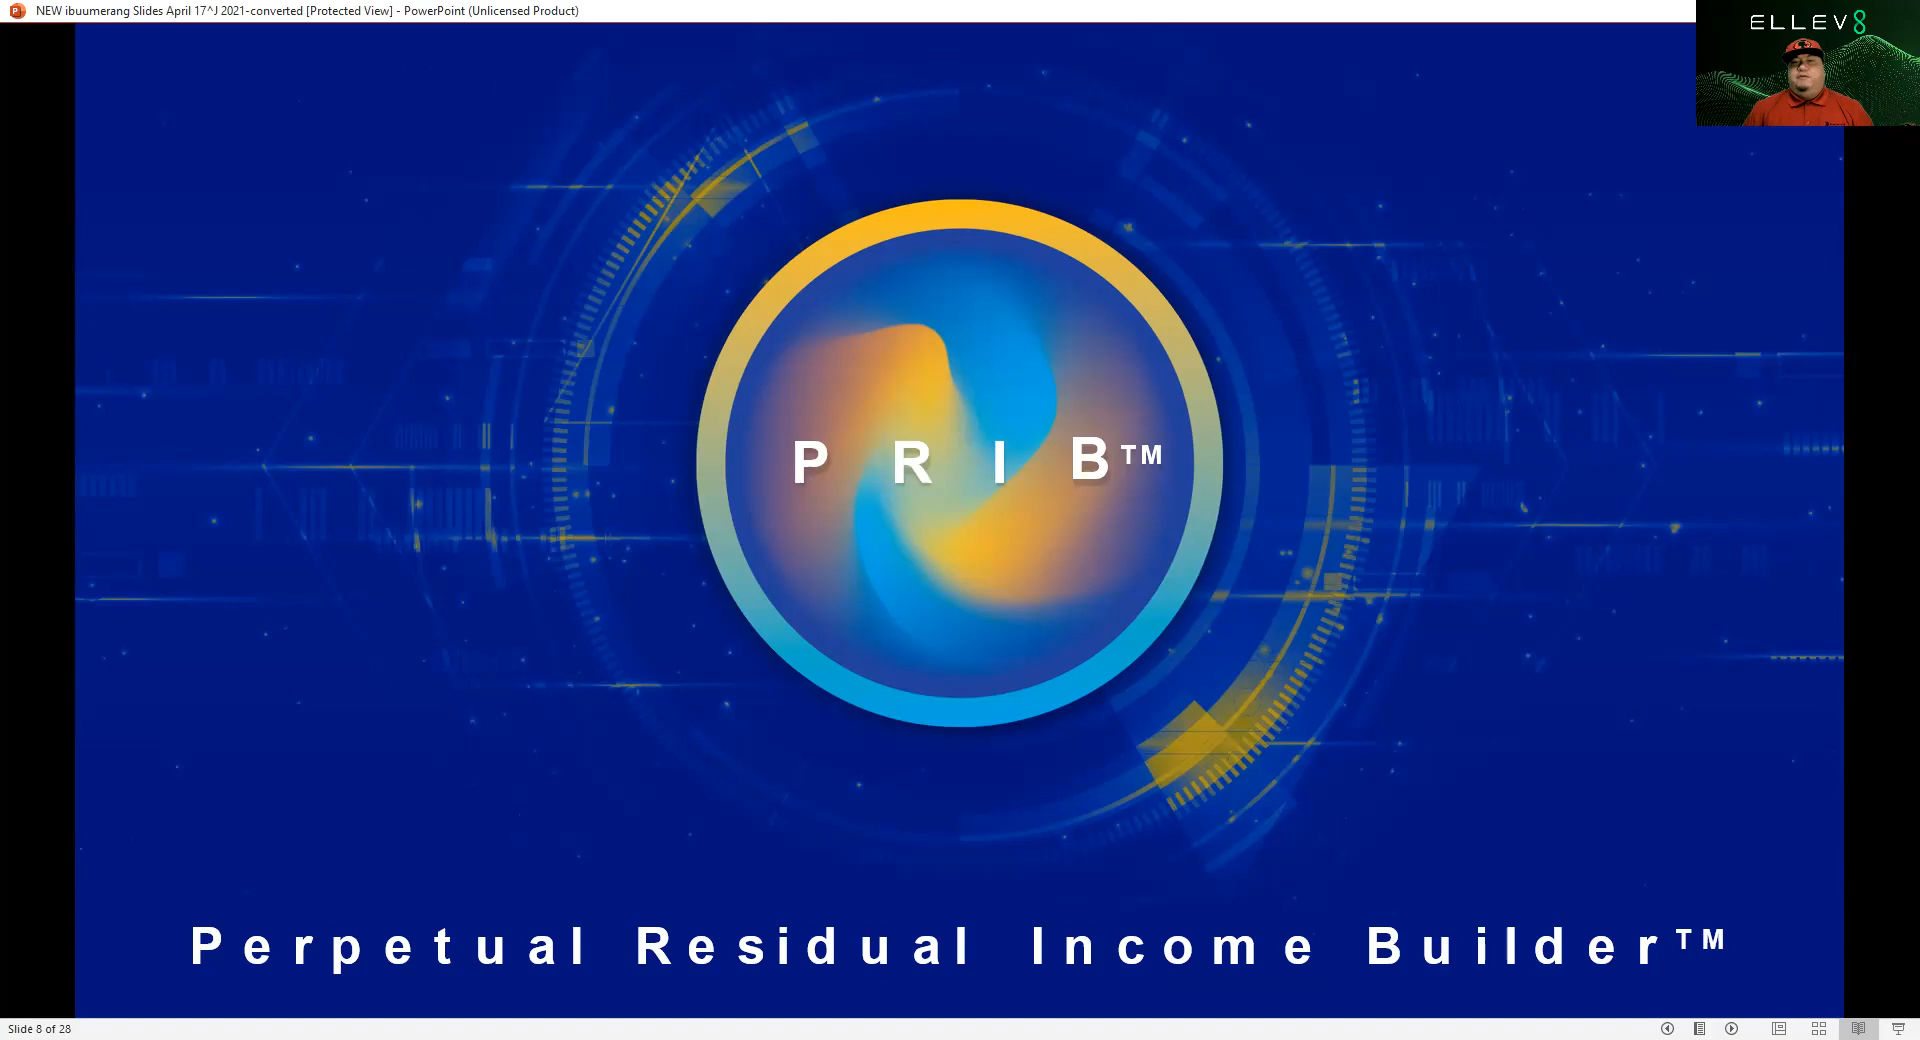 NEW ibuumerang Slides April 17^J 2021-converted [Protected View] - PowerPoint (Unlicensed Product)
ELLEV8
P R I B™
Perpetual Residual Income Builder™
Slide 8 of 28